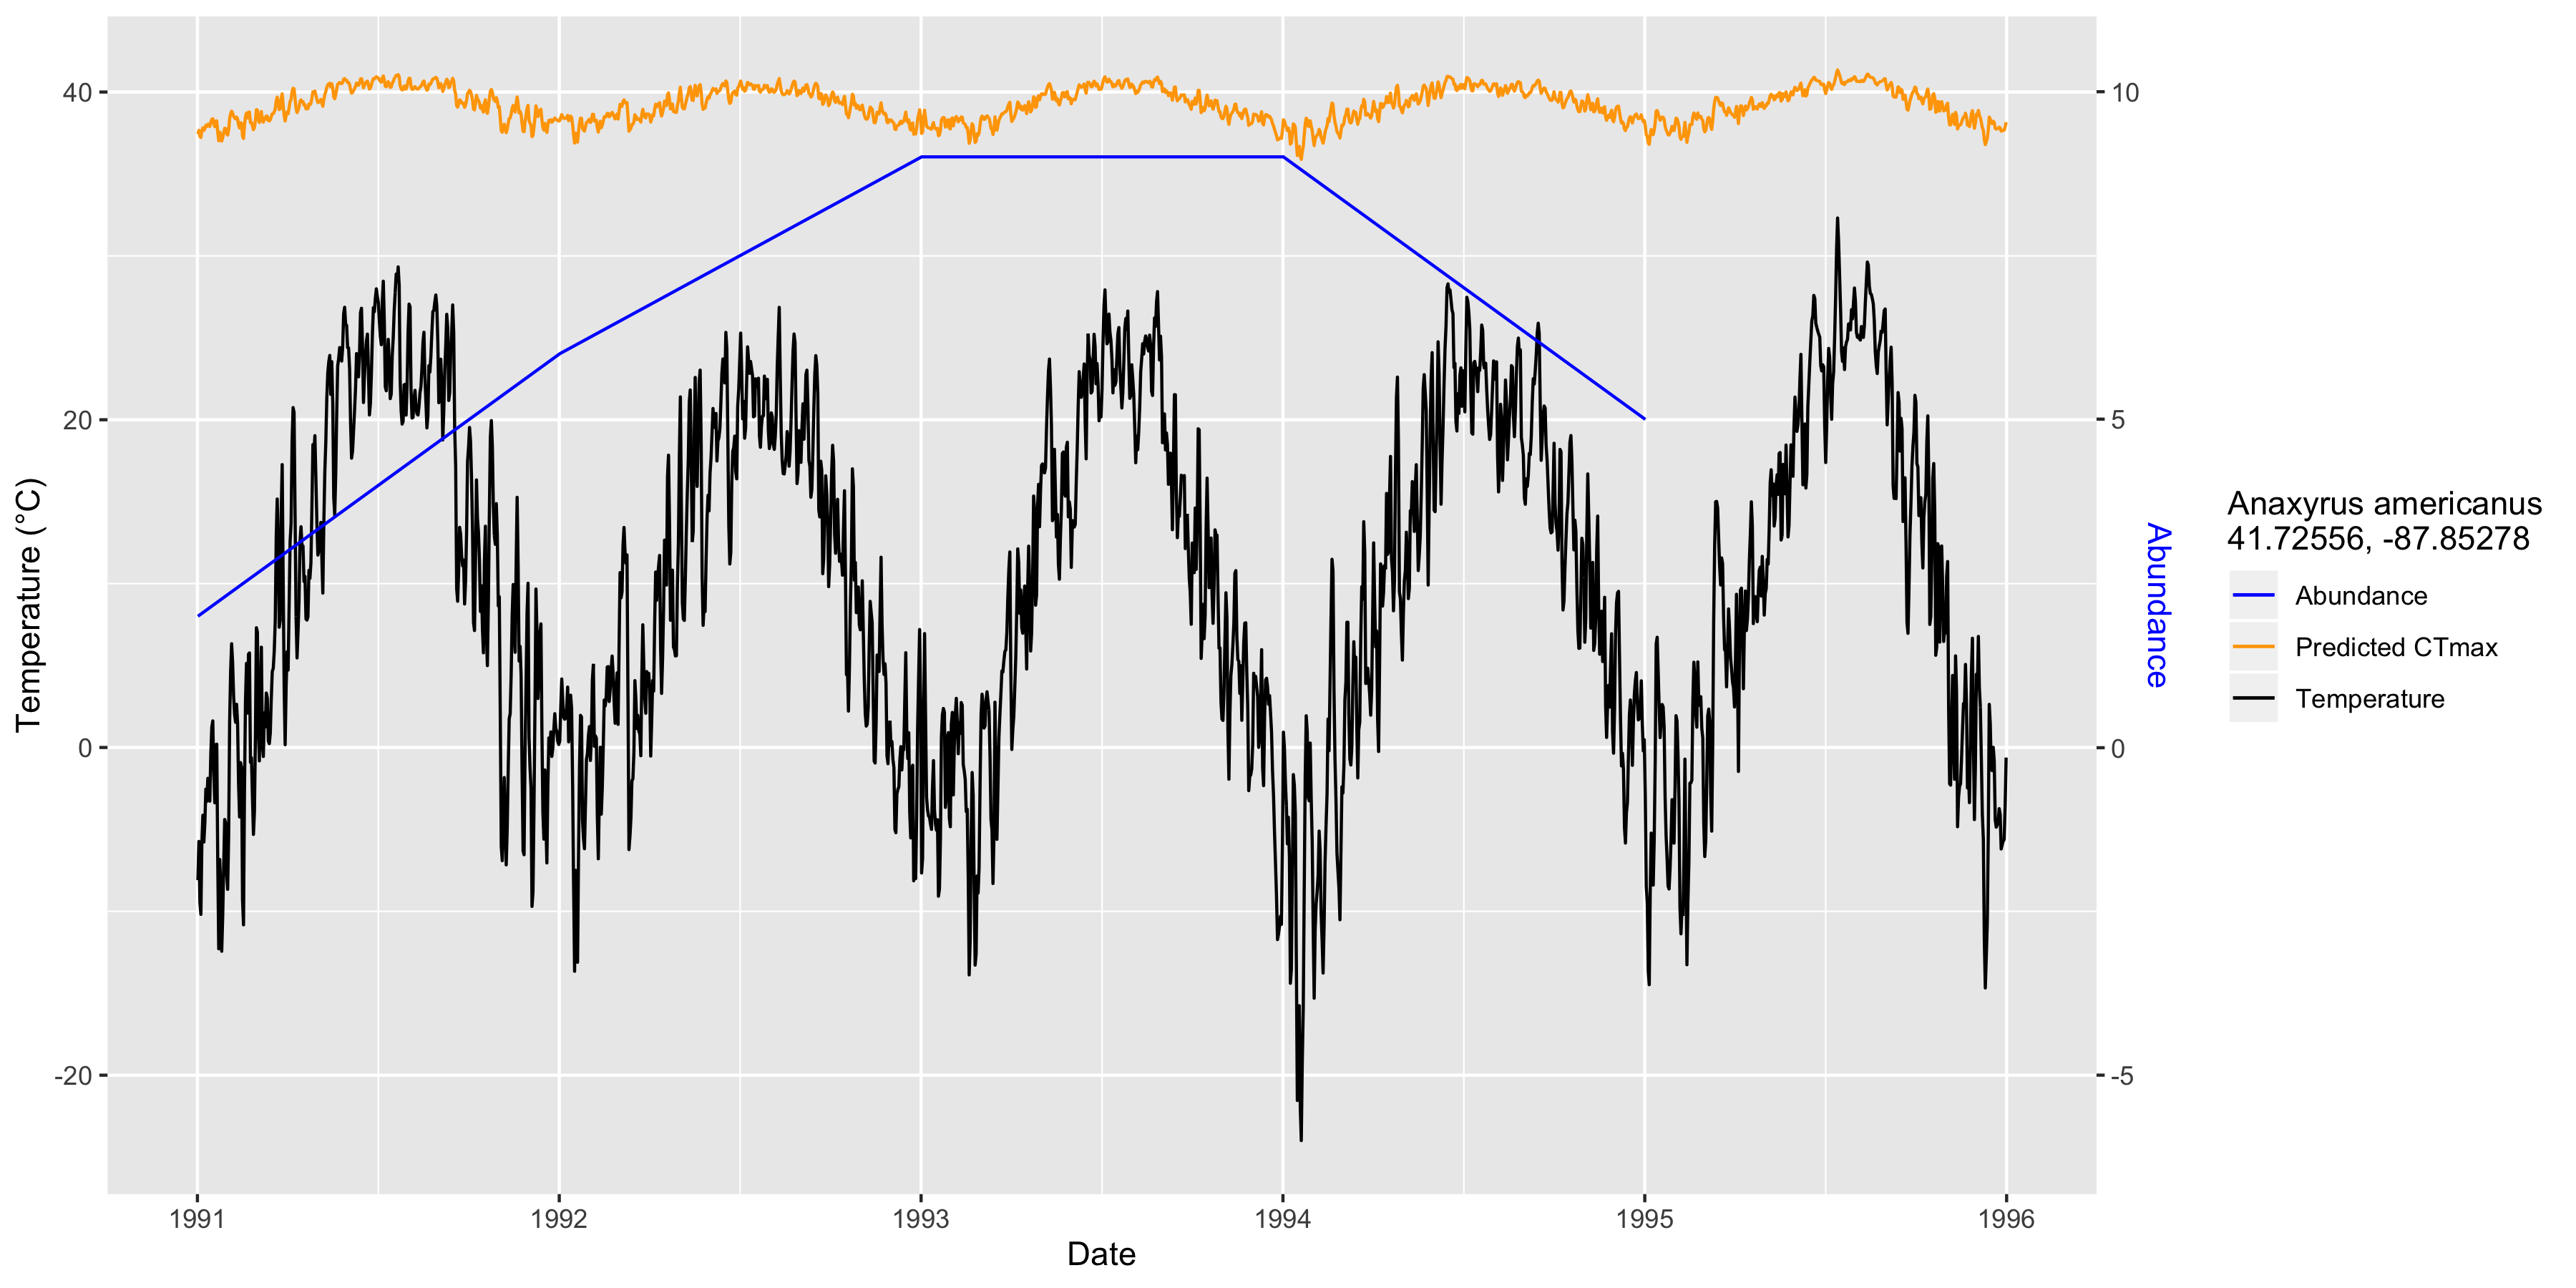 40
20
0
-20
Temperature (°C)
10
5
0
-5
Abundance
1991
1992
1993
1994
1995
1996
Date
Anaxyrus americanus
41.72556, -87.85278
Abundance
Predicted CTmax
Temperature